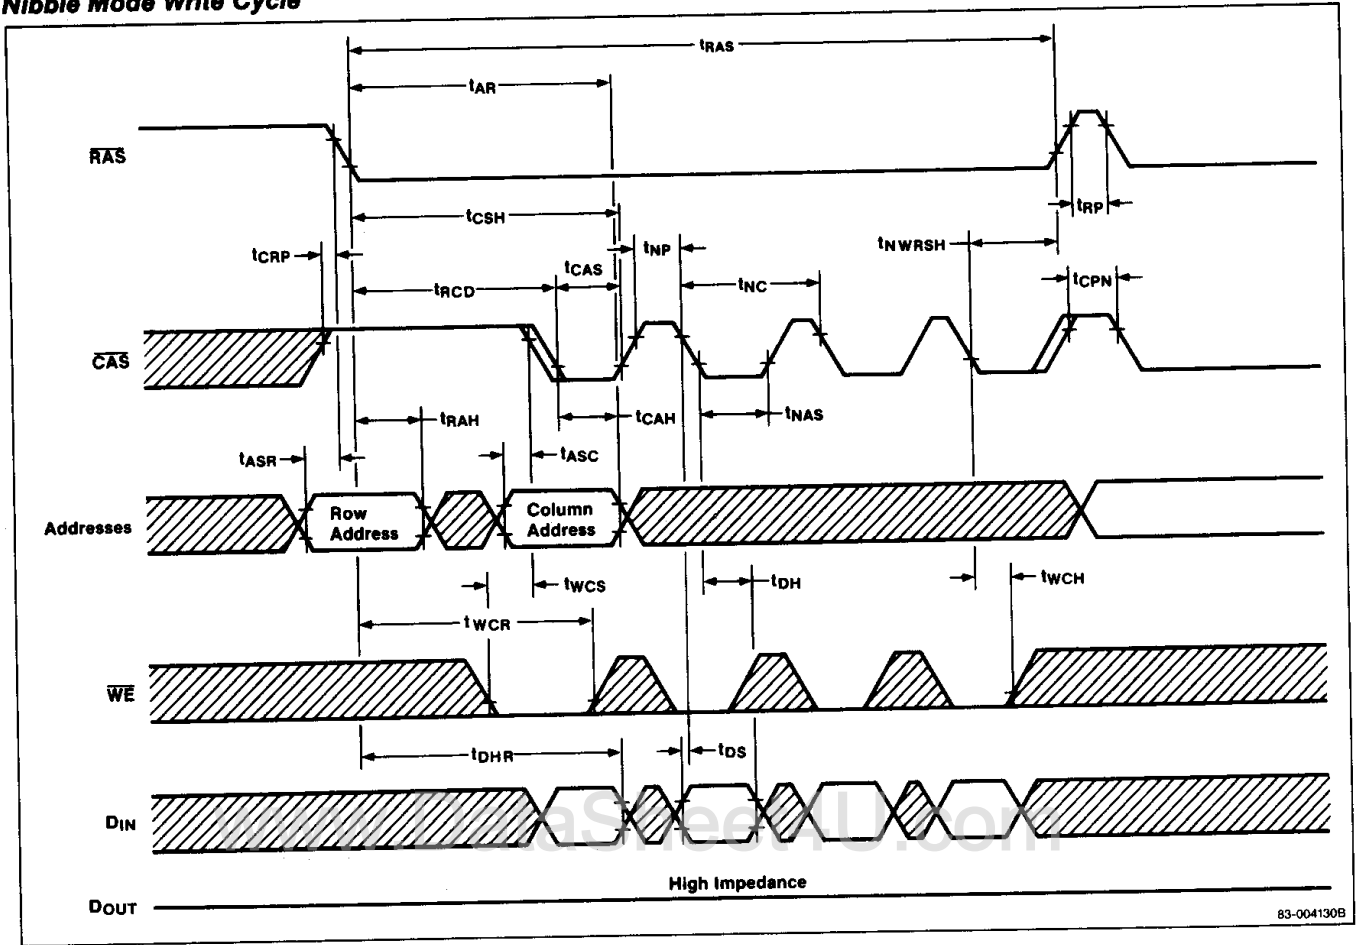 Nibble Mode Write Cycle
tRAS
tAR
RAS
tCSH
tRP
tNP
tNWRSH
tCRP
tCAS
tRCD
tNC
tCPN
CAS
tRAH
tCAH
tNAS
tASR
tASC
Addresses
Row
Address
Column
Address
tWCS
tDH
tWCH
tWCR
WE
tDHR
tDS
DIN
www.DataSheet4U.com
High Impedance
DOUT
83-004130B